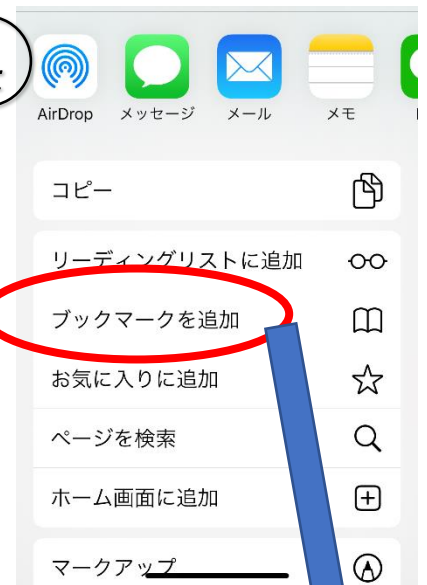 AirDrop メッセージ メール メモ
コピー
リーディングリストに追加
ブックマークを追加
お気に入りに追加
ページを検索
ホーム画面に追加
マークアップ